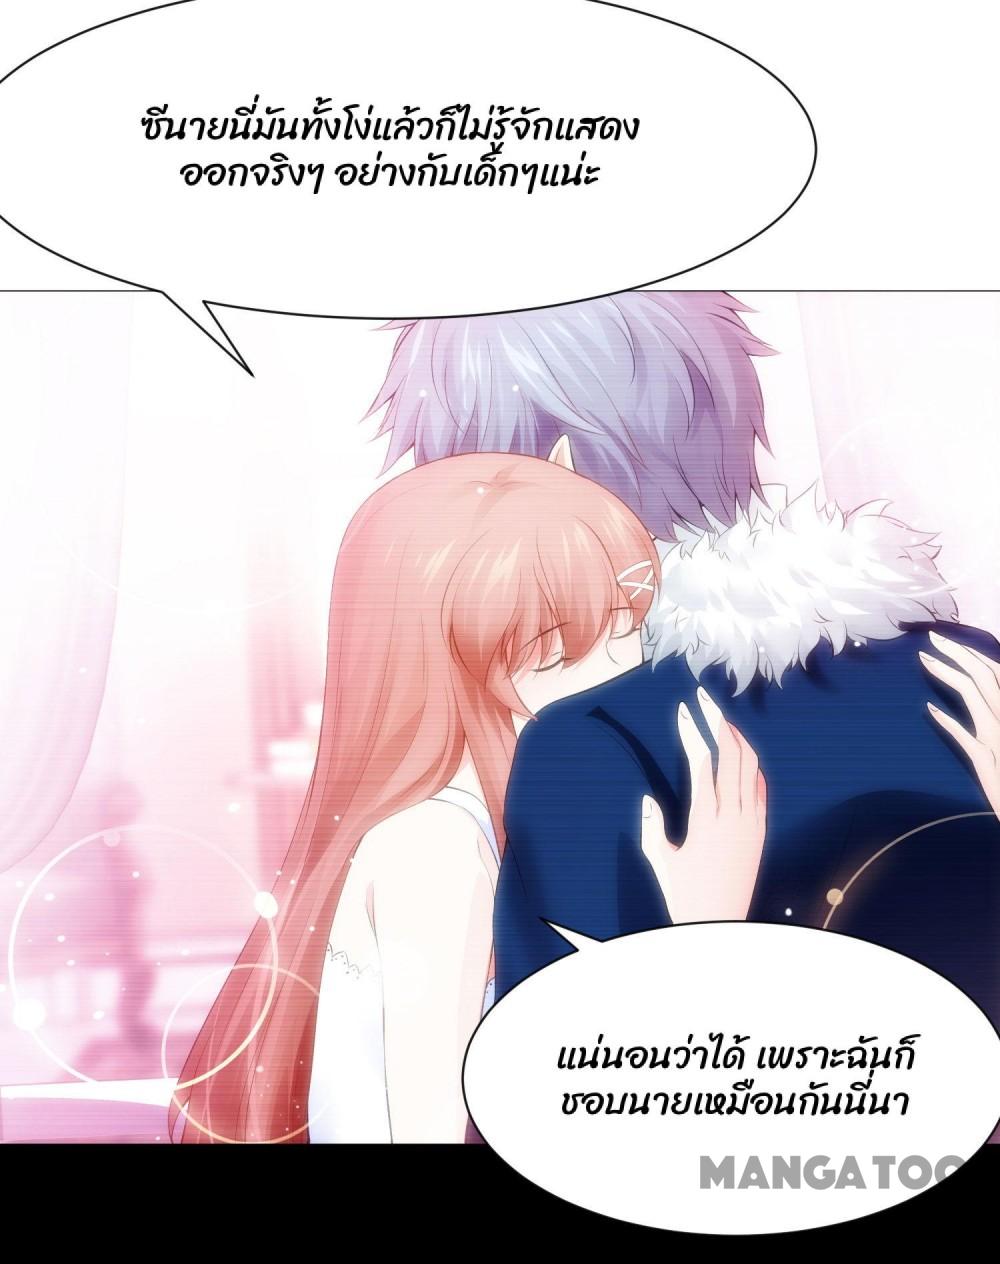 ซีนายนี่มันทั้งโง่แล้วก็ไม่รู้จักแสดง
ออกจริงๆ อย่างกับเด็กๆแน่ะ
แน่นอนว่าได้ เพราะฉันก็
ชอบนายเหมือนกันนี่นา
MANGATOO